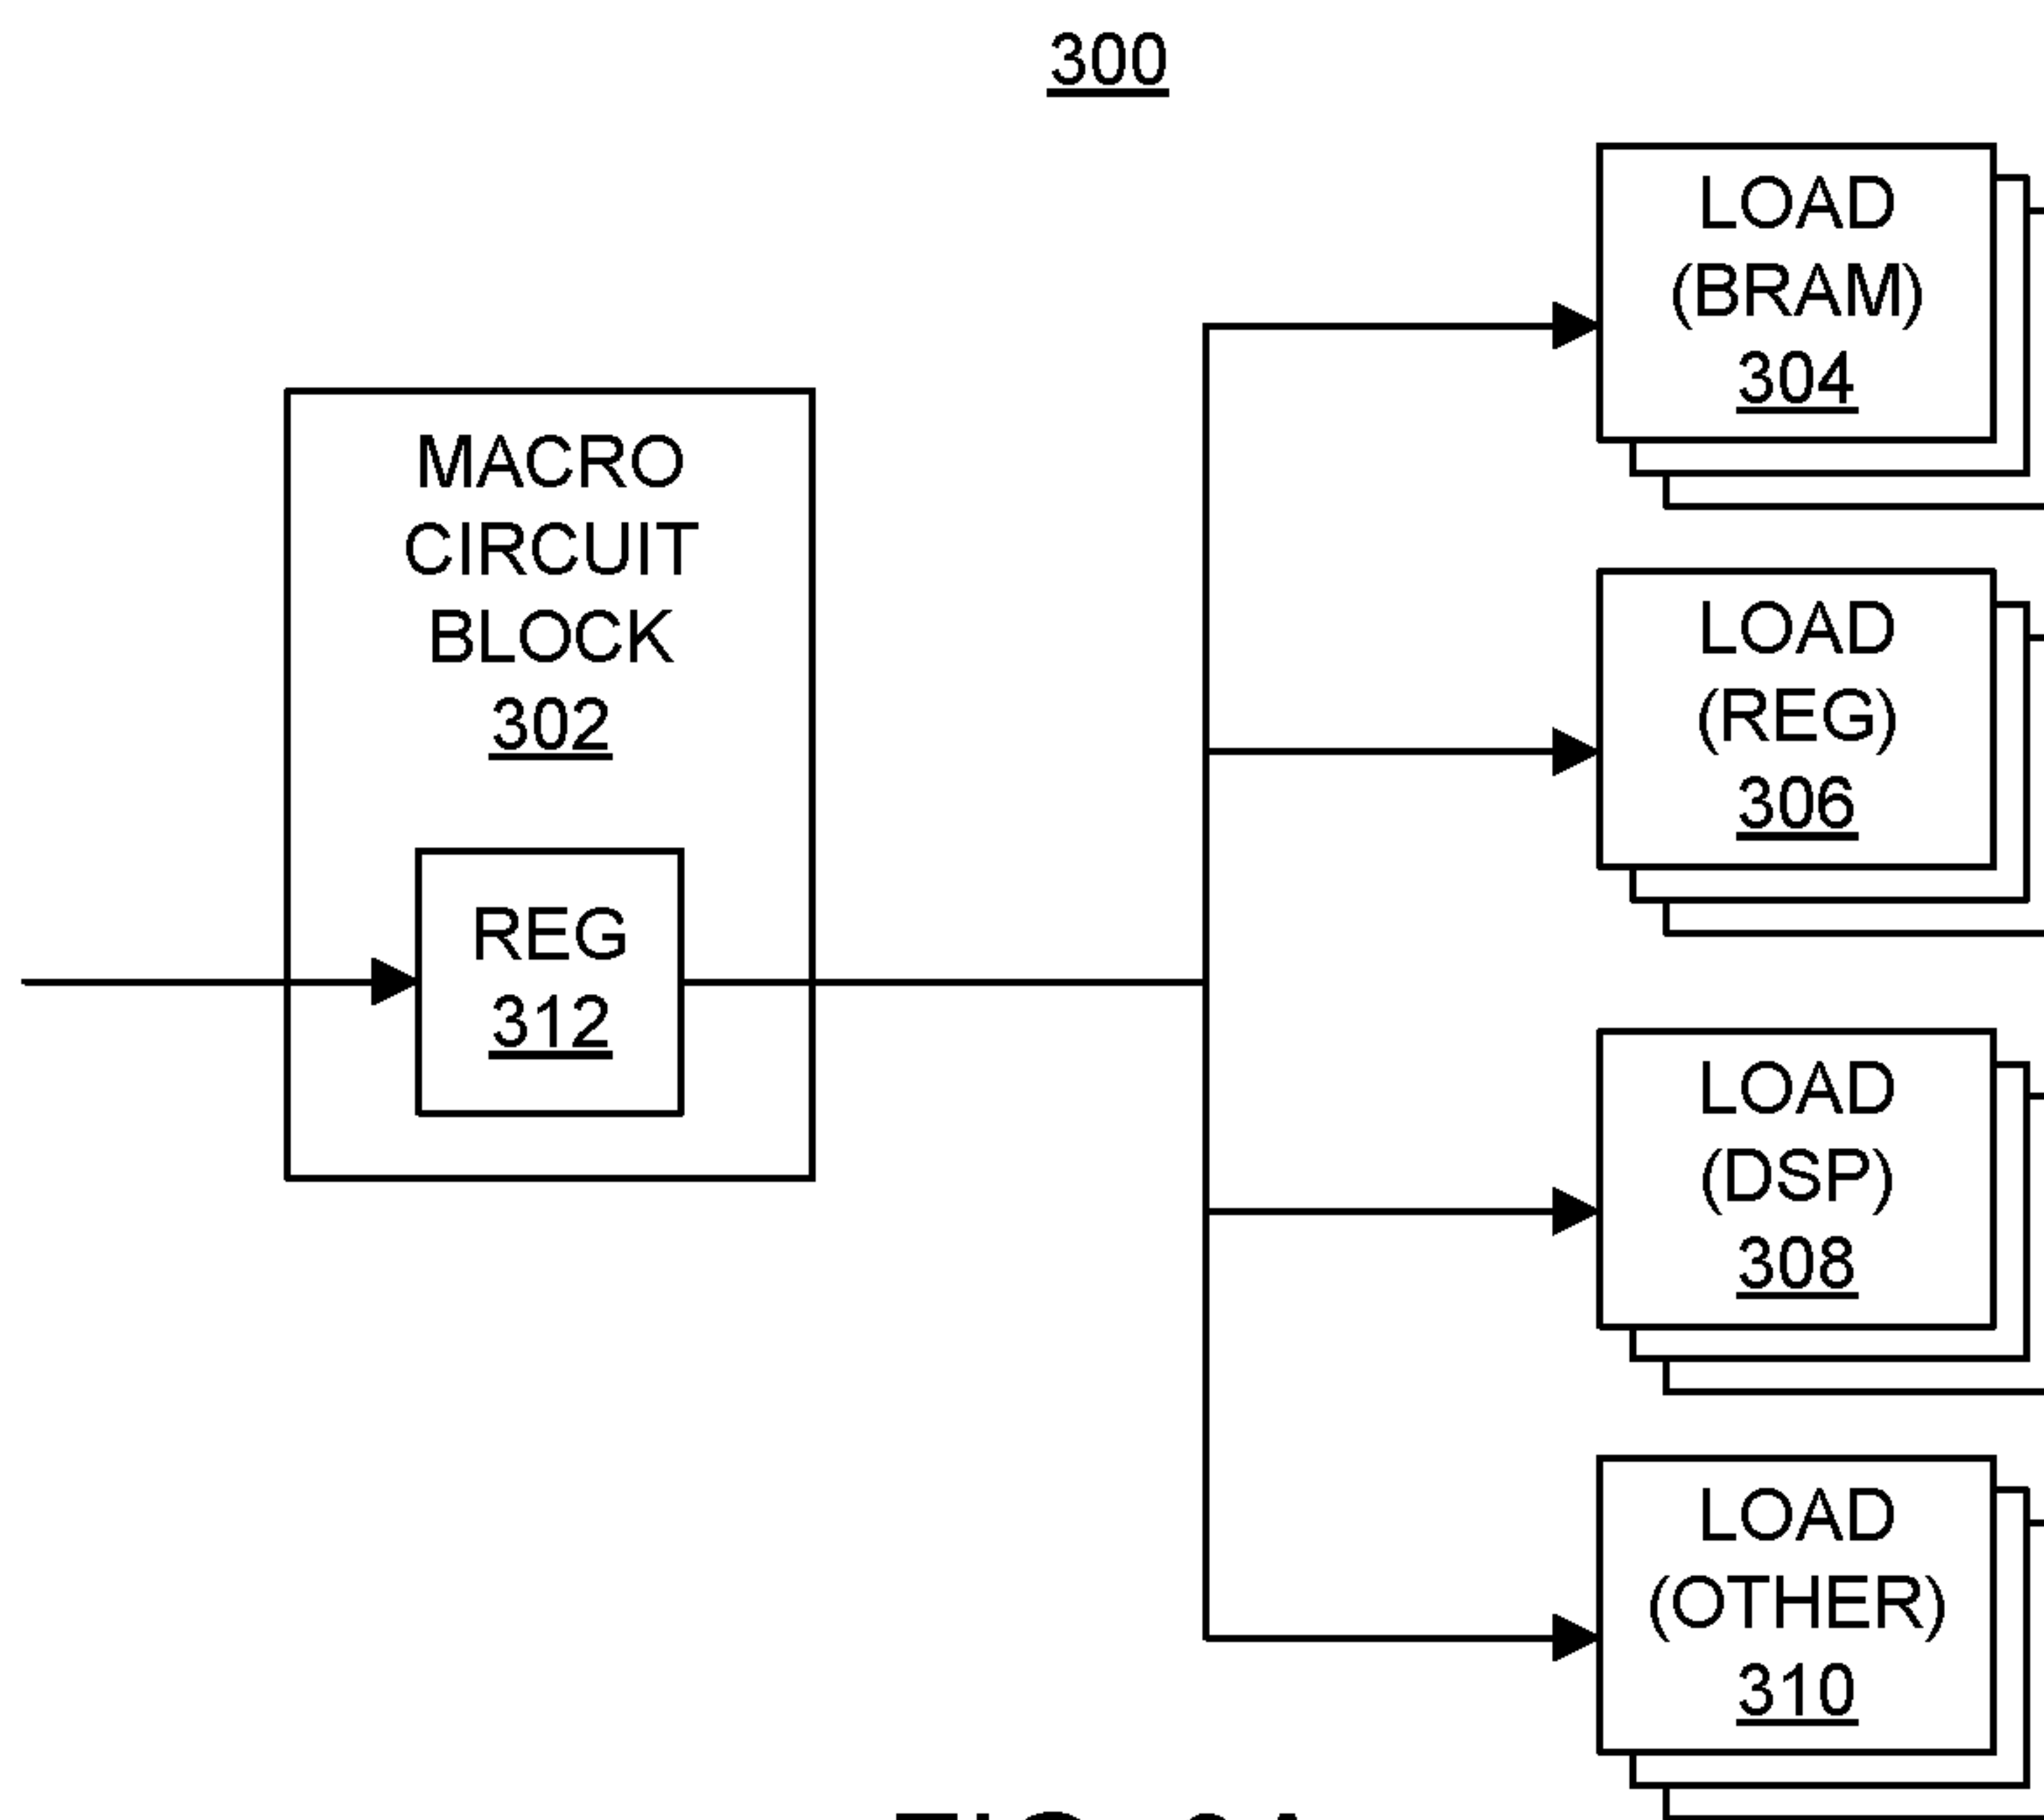 300
LOAD
(BRAM)
304
MACRO
CIRCUIT
BLOCK
302
LOAD
(REG)
306
REG
312
LOAD
(DSP)
308
LOAD
(OTHER)
310